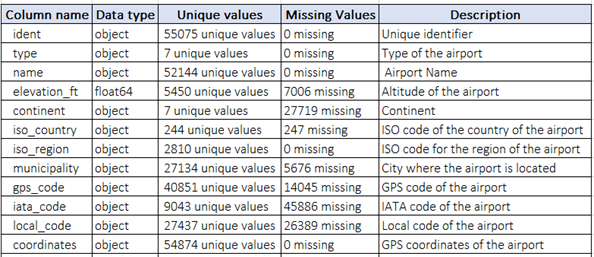 Column name Data type Unique values Missing Values Description
ident object 55075 unique values 0 missing Unique identifier
type object 7 unique values 0 missing Type of the airport
name object 52144 unique values 0 missing Airport Name
elevation_ft float64 5450 unique values 7006 missing Altitude of the airport
continent object 7 unique values 27719 missing Continent
iso_country object 244 unique values 247 missing ISO code of the country of the airport
iso_region object 2810 unique values 0 missing ISO code for the region of the airport
municipality object 27134 unique values 5676 missing City where the airport is located
gps_code object 40851 unique values 14045 missing GPS code of the airport
iata_code object 9043 unique values 45886 missing IATA code of the airport
local_code object 27437 unique values 26389 missing Local code of the airport
coordinates object 54874 unique values 0 missing GPS coordinates of the airport